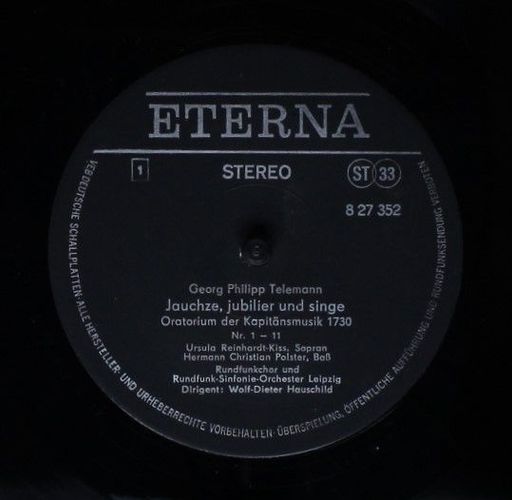 ETERNA
1
STEREO
ST 33
8 27 352
Georg Philipp Telemann
Jauchze, jubilier und singe
Oratorium der Kapitänsmusik 1730
Nr. 1 – 11
Ursula Reinhardt-Kiss, Sopran
Hermann Christian Polster, Baß
Rundfunkchor und
Rundfunk-Sinfonie-Orchester Leipzig
Dirigent: Wolf-Dieter Hauschild
VEB DEUTSCHE SCHALLPLATTEN · ALLE HERSTELLER- UND URHEBERRECHTE VORBEHALTEN · ÜBERSPIELUNG, ÖFFENTLICHE AUFFÜHRUNG UND RUNDFUNKSENDUNG VERBOTEN